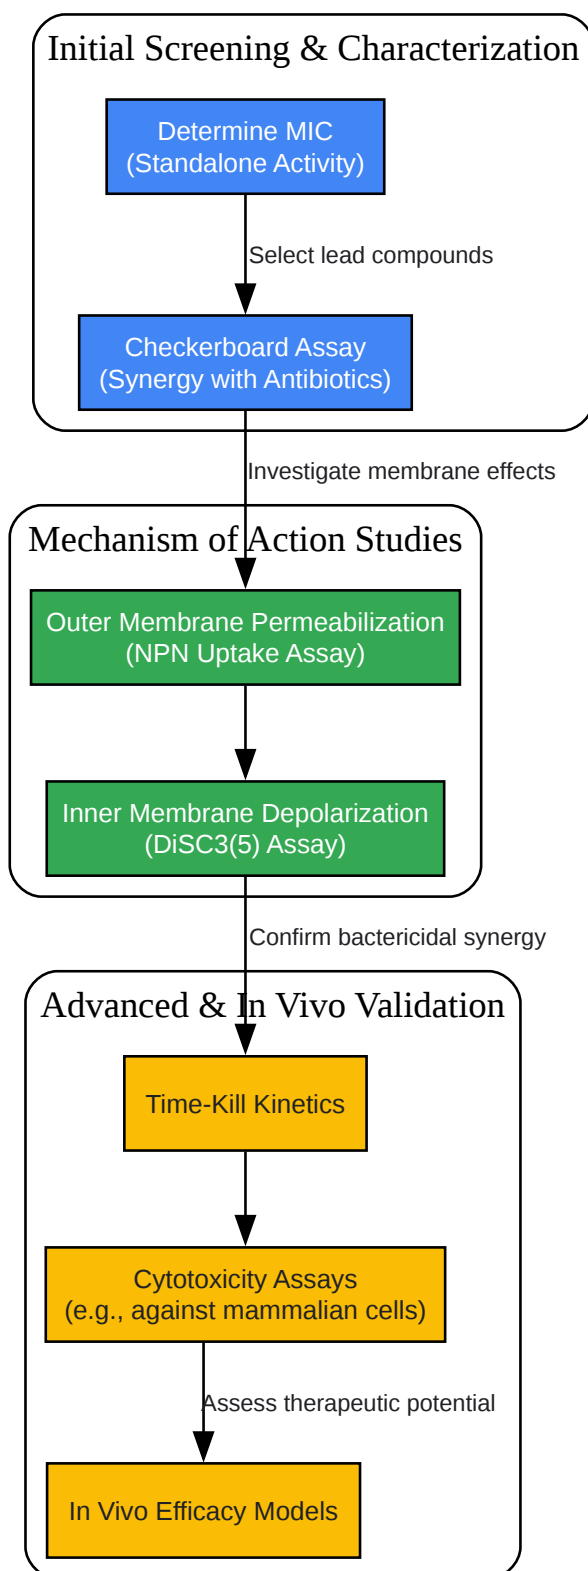 Initial Screening & Characterization
Determine MIC
(Standalone Activity)
Select lead compounds
Checkerboard Assay
(Synergy with Antibiotics)
Investigate membrane effects
Mechanism of Action Studies
Outer Membrane Permeabilization
(NPN Uptake Assay)
Inner Membrane Depolarization
(DiSC3(5) Assay)
Confirm bactericidal synergy
Advanced & In Vivo Validation
Time-Kill Kinetics
Cytotoxicity Assays
(e.g., against mammalian cells)
Assess therapeutic potential
In Vivo Efficacy Models